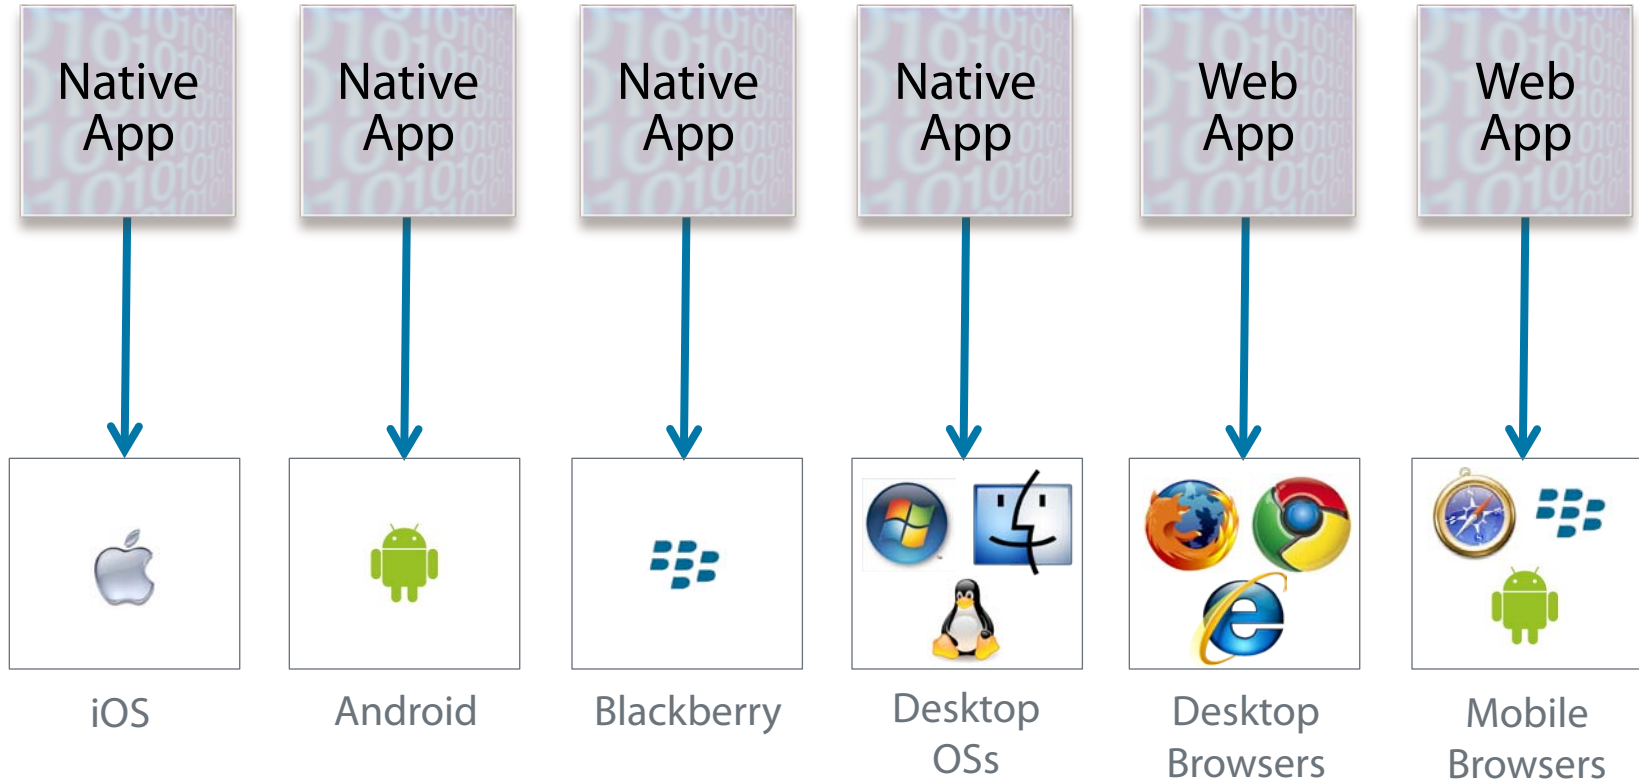 Native
App
Native
App
Native
App
Native
App
Web
App
Web
App
iOS
Android
Blackberry
Desktop
OSs
Desktop
Browsers
Mobile
Browsers